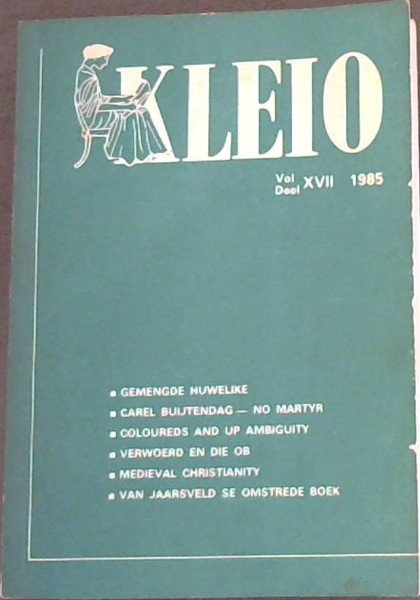 KLEIO
Vol
Deel XVII 1985
GEMENGDE HUWELIKE
CAREL BUIJTENDAG — NO MARTYR
COLOUREDS AND UP AMBIGUITY
VERWOERD EN DIE OB
MEDIEVAL CHRISTIANITY
VAN JAARSVELD SE OMSTREDE BOEK